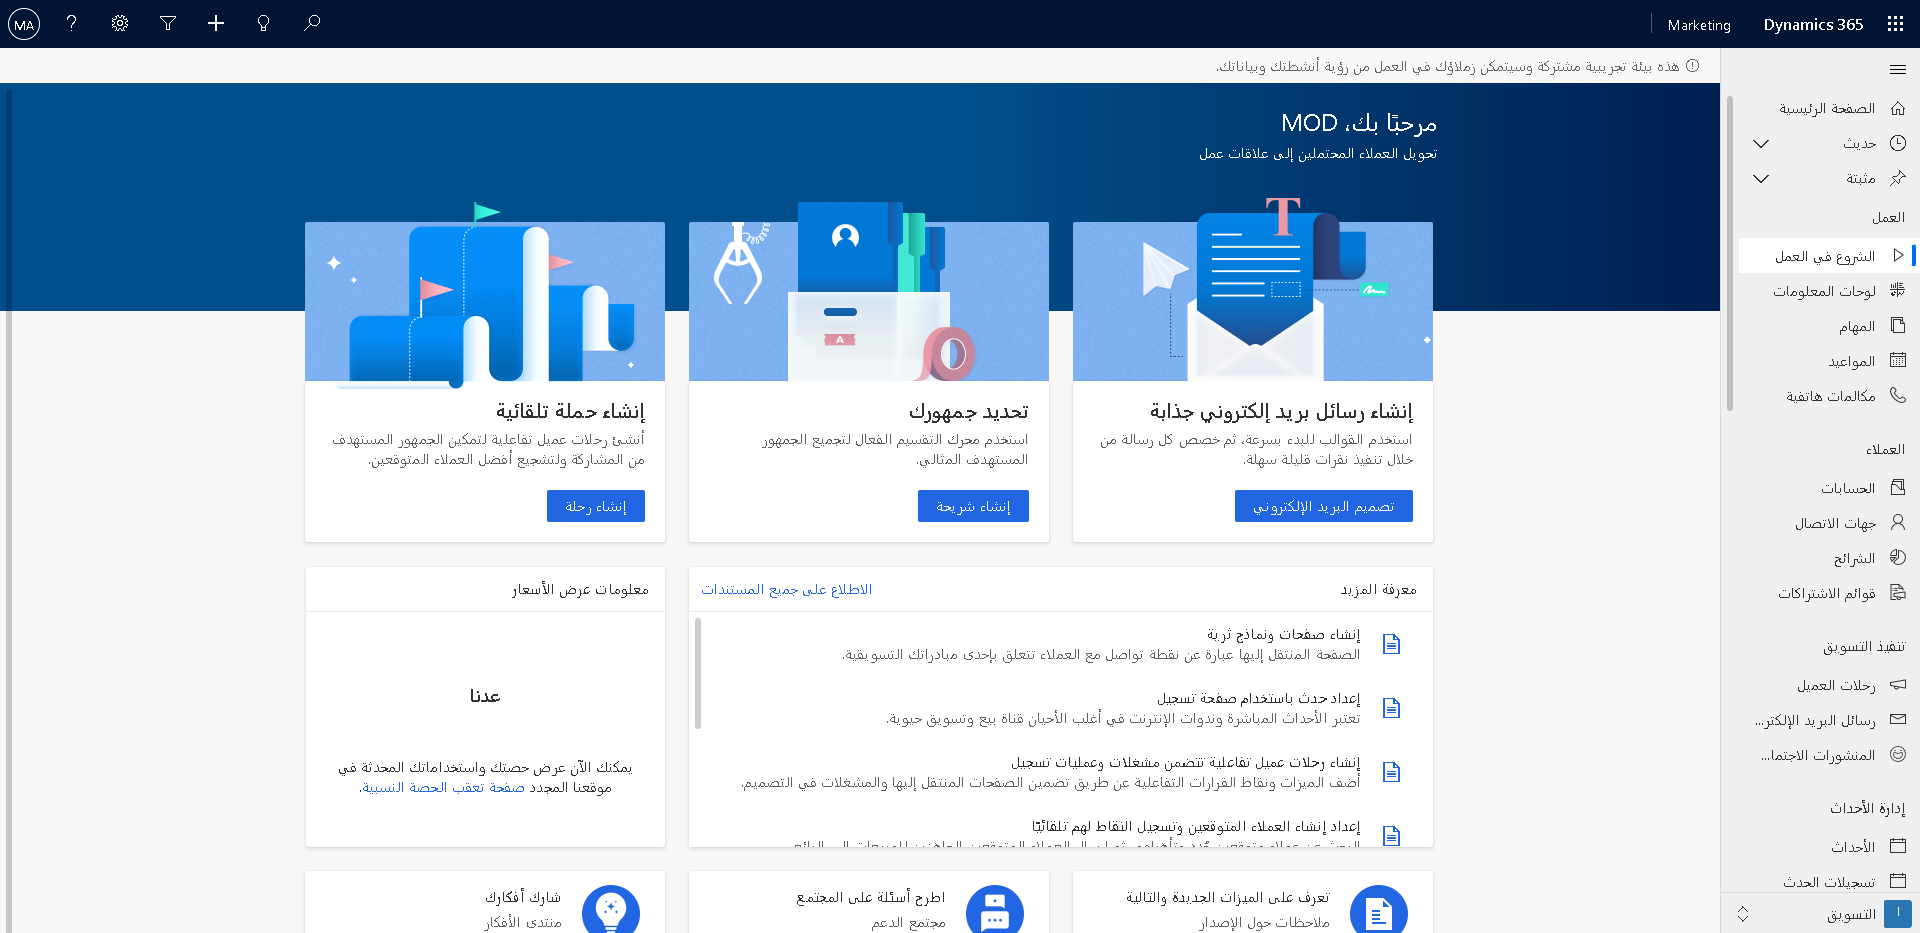 Dynamics 365
Marketing
MA
هذه بيئة تجريبية مشتركة وسيتمكن زملاؤك في العمل من رؤية أنشطتك وبياناتك.
الصفحة الرئيسية
حديث
مثبتة
العمل
الشروع في العمل
لوحات المعلومات
المهام
المواعيد
مكالمات هاتفية
العملاء
الحسابات
جهات الاتصال
الشرائح
قوائم الاشتراكات
تنفيذ التسويق
رحلات العميل
رسائل البريد الإلكتر...
المنشورات الاجتما...
إدارة الأحداث
الأحداث
تسجيلات الحدث
ا
التسويق
مرحبًا بك، MOD
تحويل العملاء المحتملين إلى علاقات عمل
T
إنشاء رسائل بريد إلكتروني جذابة
استخدم القوالب للبدء بسرعة، ثم خصص كل رسالة من
خلال تنفيذ نقرات قليلة سهلة.
تصميم البريد الإلكتروني
A
تحديد جمهورك
استخدم محرك التقسيم الفعال لتجميع الجمهور
المستهدف المثالي.
إنشاء شريحة
إنشاء حملة تلقائية
أنشئ رحلات عميل تفاعلية لتمكين الجمهور المستهدف
من المشاركة ولتشجيع أفضل العملاء المتوقعين.
إنشاء رحلة
معرفة المزيد
الاطلاع على جميع المستندات
إنشاء صفحات ونماذج ثرية
الصفحة المنتقل إليها عبارة عن نقطة تواصل مع العملاء تتعلق بإحدى مبادراتك التسويقية.
إعداد حدث باستخدام صفحة تسجيل
تعتبر الأحداث المباشرة وندوات الإنترنت في أغلب الأحيان قناة بيع وتسويق حيوية.
إنشاء رحلات عميل تفاعلية تتضمن مشغلات وعمليات تسجيل
أضف الميزات ونقاط القرارات التفاعلية عن طريق تضمين الصفحات المنتقل إليها والمشغلات في التصميم.
إعداد إنشاء العملاء المتوقعين وتسجيل النقاط لهم تلقائيًا
معلومات عرض الأسعار
عدنا
يمكنك الآن عرض حصتك واستخداماتك المحدثة في
موقعنا المجدد صفحة تعقب الحصة النسبية.
تعرف على الميزات الجديدة والتالية
ملاحظات حول الإصدار
اطرح أسئلة على المجتمع
مجتمع الدعم
شارك أفكارك
منتدى الأفكار